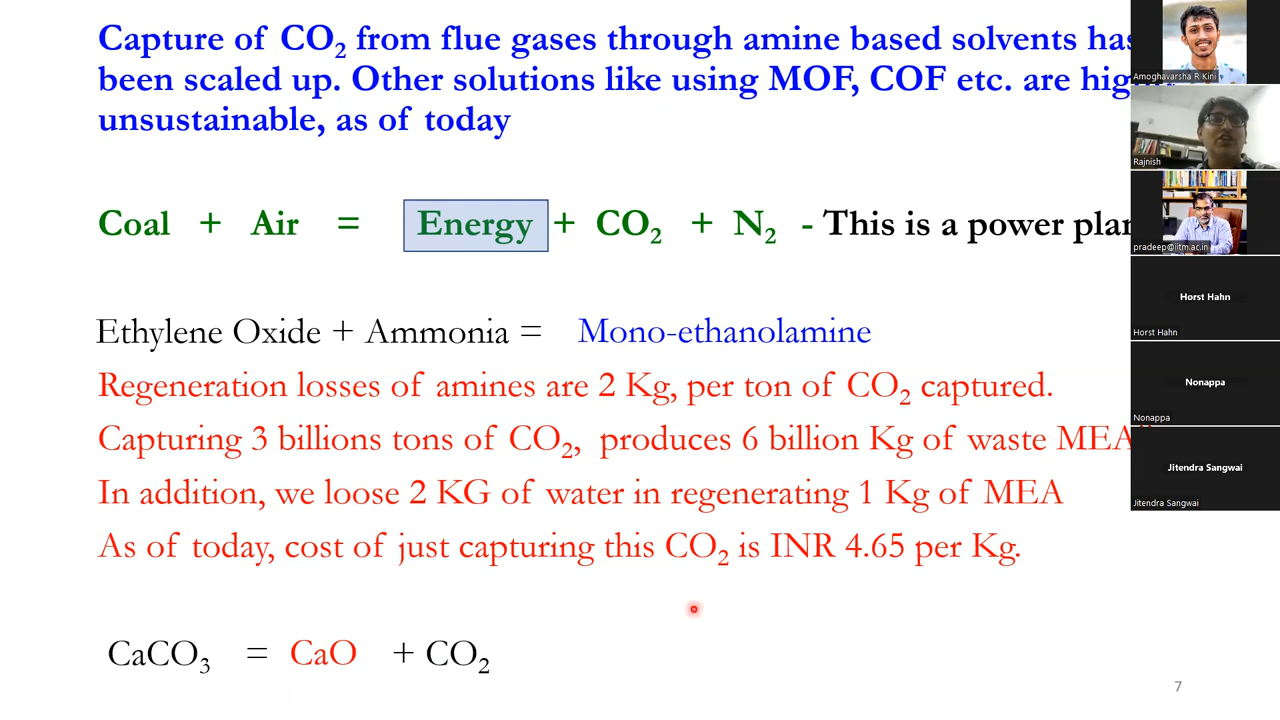 Capture of CO₂ from flue gases through amine based solvents has
been scaled up. Other solutions like using MOF, COF etc. are
unsustainable, as of today
Coal + Air = Energy + CO₂ + N₂ - This is a power
Ethylene Oxide + Ammonia = Mono-ethanolamine
Regeneration losses of amines are 2 Kg, per ton of CO₂ captured.
Capturing 3 billions tons of CO₂, produces 6 billion Kg of waste MEA
In addition, we loose 2 KG of water in regenerating 1 Kg of MEA
As of today, cost of just capturing this CO₂ is INR 4.65 per Kg.
CaCO₃ = CaO + CO₂
7
Amoghavarsha R Kini
Rajnish
pradeep@iitm.ac.in
Horst Hahn
Horst Hahn
Nonappa
Nonappa
Jitendra Sangwai
Jitendra Sangwai